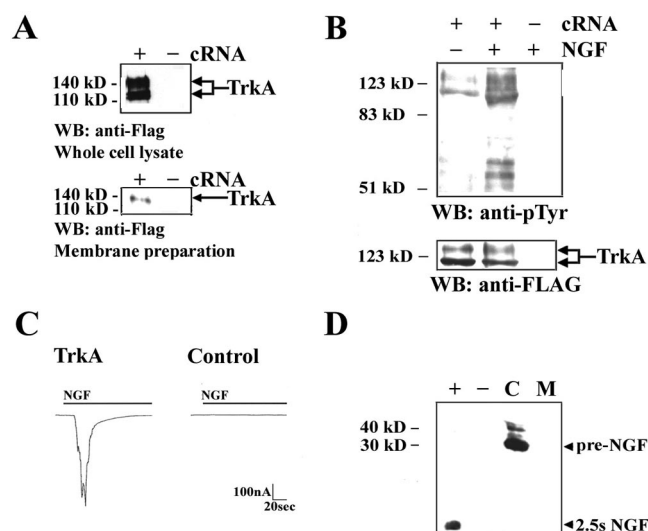 A
+ − cRNA
140 kD -
110 kD -
TrkA
WB: anti-Flag
Whole cell lysate
+ − cRNA
140 kD -
110 kD -
TrkA
WB: anti-Flag
Membrane preparation
B
+ + − cRNA
− + + NGF
123 kD −
83 kD −
51 kD −
WB: anti-pTyr
123 kD −
TrkA
WB: anti-FLAG
C
TrkA Control
NGF NGF
100nA
20sec
D
+ − C M
40 kD −
30 kD −
pre-NGF
2.5s NGF